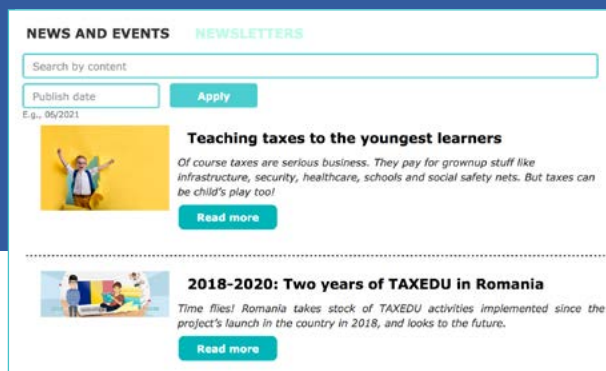 NEWS AND EVENTS NEWSLETTERS
Search by content
Publish date Apply
E.g., 06/2021
Teaching taxes to the youngest learners
Of course taxes are serious business. They pay for grownup stuff like
infrastructure, security, healthcare, schools and social safety nets. But taxes can
be child's play too!
Read more
2018-2020: Two years of TAXEDU in Romania
Time flies! Romania takes stock of TAXEDU activities implemented since the
project's launch in the country in 2018, and looks to the future.
Read more